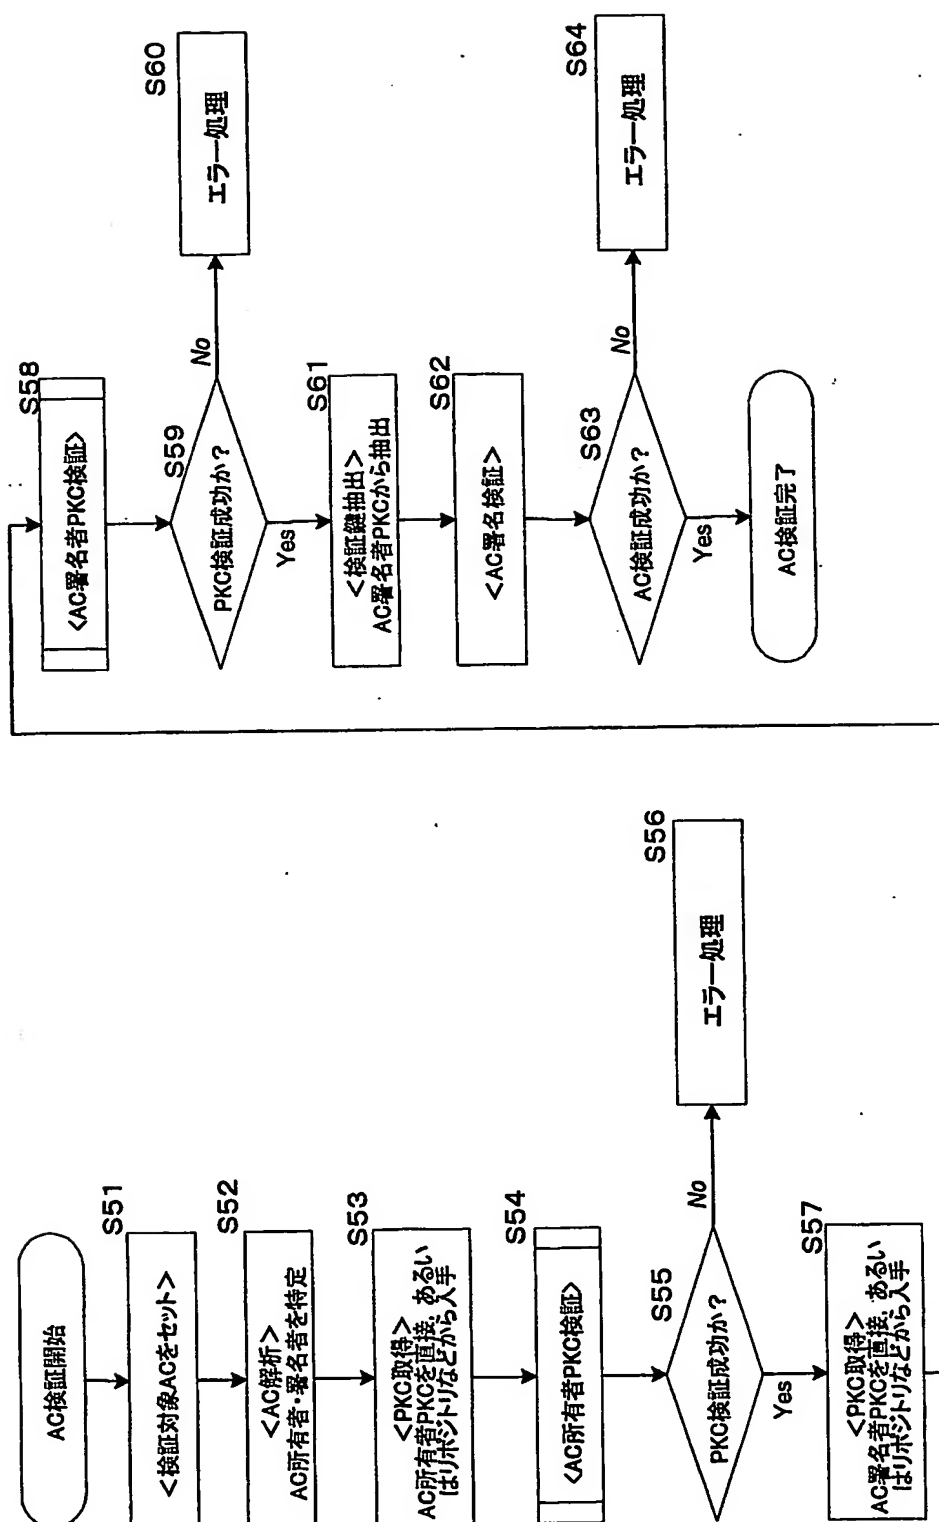 AC検証開始
S51
<検証対象ACをセット>
S52
<AC解析>
AC所有者・署名者を特定
S53
<PKC取得>
AC所有者PKCを直接、あるい
はリポジトリなどから入手
S54
<AC所有者PKC検証>
S55
PKC検証成功か?
No
S56
エラー処理
Yes
S57
<PKC取得>
AC署名者PKCを直接、あるい
はリポジトリなどから入手
S58
<AC署名者PKC検証>
S59
PKC検証成功か?
No
S60
エラー処理
Yes
S61
<検証鍵抽出>
AC署名者PKCから抽出
S62
<AC署名検証>
S63
AC検証成功か?
No
S64
エラー処理
Yes
AC検証完了